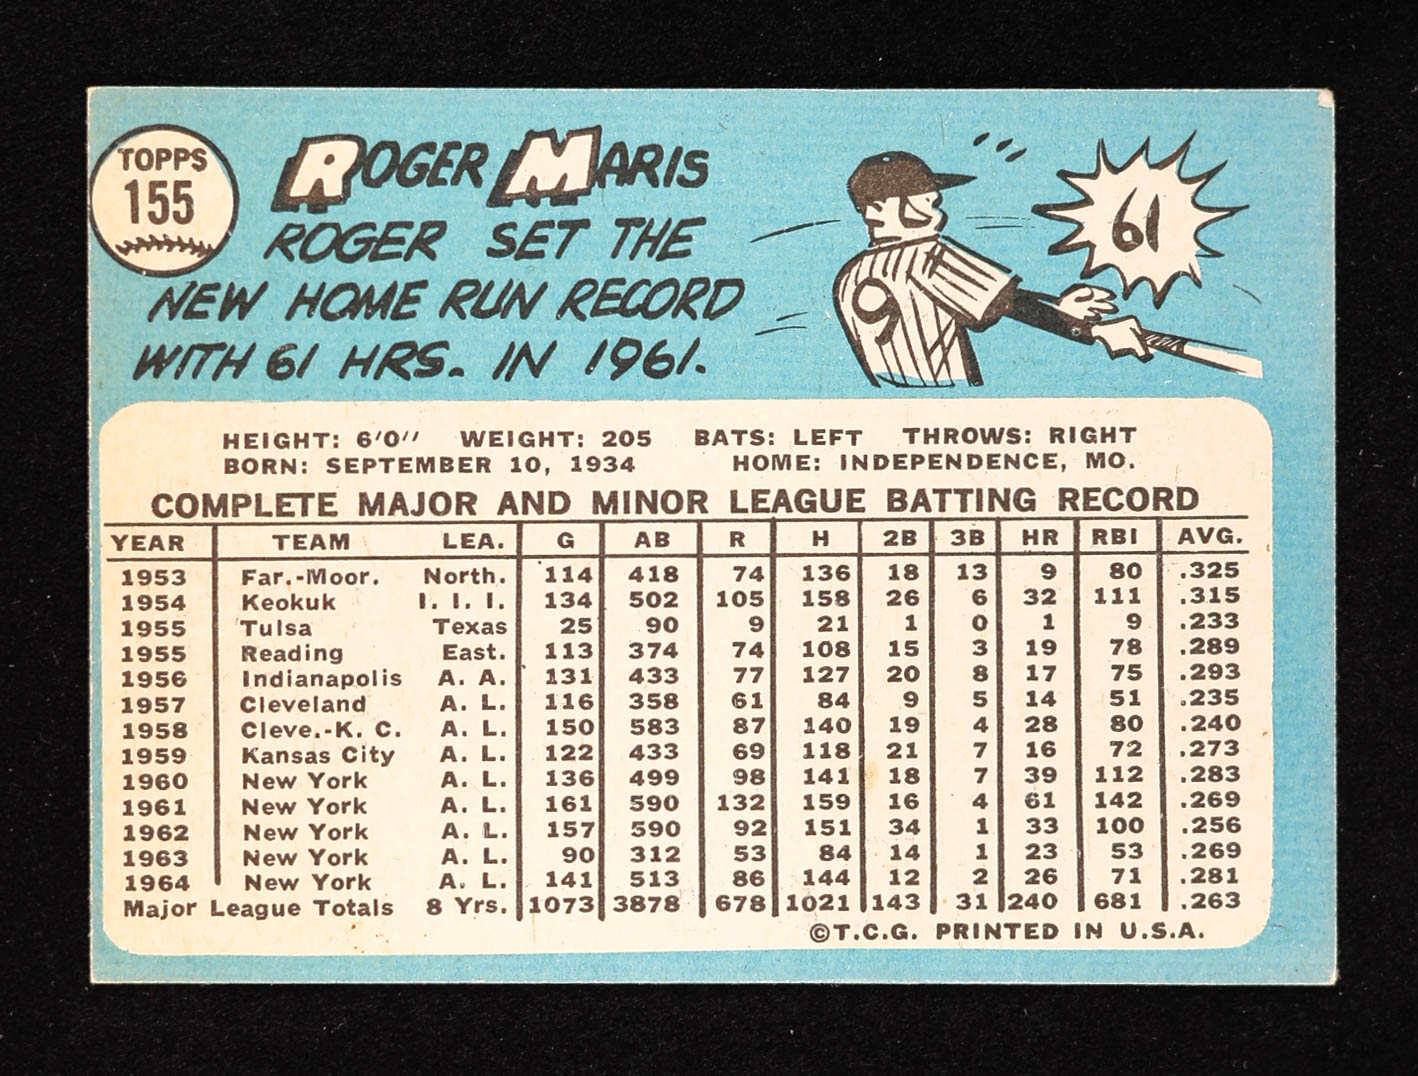 TOPPS
155
ROGER MARIS
ROGER SET THE
NEW HOME RUN RECORD
WITH 61 HRS. IN 1961.
61
9
HEIGHT: 6'0" WEIGHT: 205 BATS: LEFT THROWS: RIGHT
BORN: SEPTEMBER 10, 1934 HOME: INDEPENDENCE, MO.
COMPLETE MAJOR AND MINOR LEAGUE BATTING RECORD
YEAR TEAM LEA. G AB R H 2B 3B HR RBI AVG.
1953 Far.-Moor. North. 114 418 74 136 18 13 9 80 .325
1954 Keokuk I. I. I. 134 502 105 158 26 6 32 111 .315
1955 Tulsa Texas 25 90 9 21 1 0 1 9 .233
1955 Reading East. 113 374 74 108 15 3 19 78 .289
1956 Indianapolis A. A. 131 433 77 127 20 8 17 75 .293
1957 Cleveland A. L. 116 358 61 84 9 5 14 51 .235
1958 Cleve.-K. C. A. L. 150 583 87 140 19 4 28 80 .240
1959 Kansas City A. L. 122 433 69 118 21 7 16 72 .273
1960 New York A. L. 136 499 98 141 18 7 39 112 .283
1961 New York A. L. 161 590 132 159 16 4 61 142 .269
1962 New York A. L. 157 590 92 151 34 1 33 100 .256
1963 New York A. L. 90 312 53 84 14 1 23 53 .269
1964 New York A. L. 141 513 86 144 12 2 26 71 .281
Major League Totals 8 Yrs. 1073 3878 678 1021 143 31 240 681 .263
©T.C.G. PRINTED IN U.S.A.